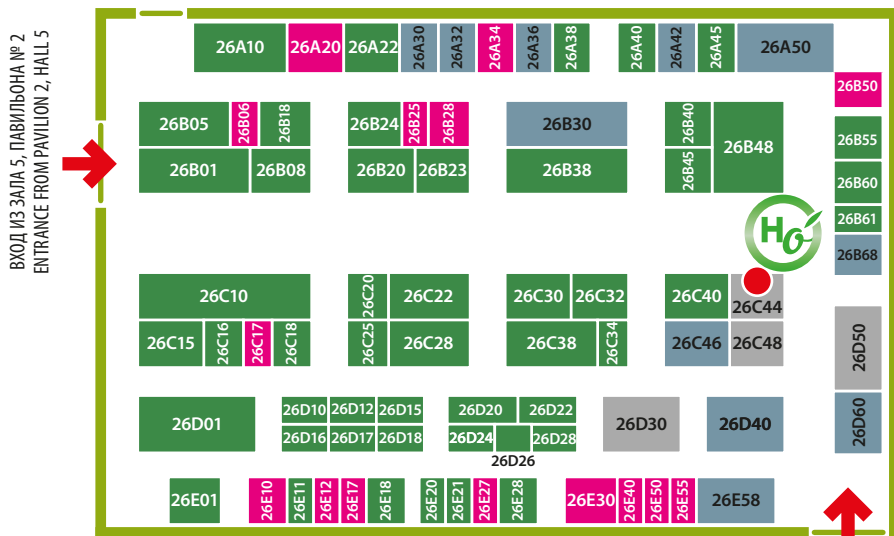 ВХОД ИЗ ЗАЛА 5, ПАВИЛЬОНА № 2
ENTRANCE FROM PAVILION 2, HALL 5
26A10 26A20 26A22 26A30 26A32 26A34 26A36 26A38 26A40 26A42 26A45 26A50
26B50
26B05 26B06 26B18 26B24 26B25 26B28 26B30 26B40 26B48 26B55
26B01 26B08 26B20 26B23 26B38 26B45 26B60
26B61
Ho
26B68
26C10 26C20 26C22 26C30 26C32 26C40 26C44
26C15 26C16 26C17 26C18 26C25 26C28 26C38 26C34 26C46 26C48 26D50
26D01 26D10 26D12 26D15 26D20 26D22 26D30 26D40 26D60
26D16 26D17 26D18 26D24 26D28
26D26
26E01 26E10 26E11 26E12 26E17 26E18 26E20 26E21 26E27 26E28 26E30 26E40 26E50 26E55 26E58